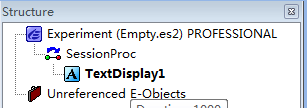 Structure
Experiment (Empty.es2) PROFESSIONAL
SessionProc
TextDisplay1
Unreferenced E-Objects